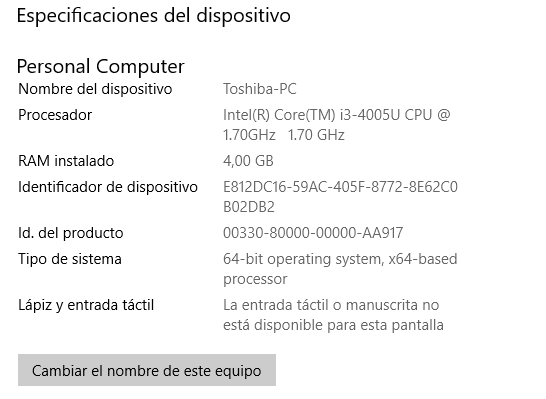 Especificaciones del dispositivo
Personal Computer
Nombre del dispositivo Toshiba-PC
Procesador Intel(R) Core(TM) i3-4005U CPU @
1.70GHz 1.70 GHz
RAM instalado 4,00 GB
Identificador de dispositivo E812DC16-59AC-405F-8772-8E62C0
B02DB2
Id. del producto 00330-80000-00000-AA917
Tipo de sistema 64-bit operating system, x64-based
processor
Lápiz y entrada táctil La entrada táctil o manuscrita no
está disponible para esta pantalla
Cambiar el nombre de este equipo